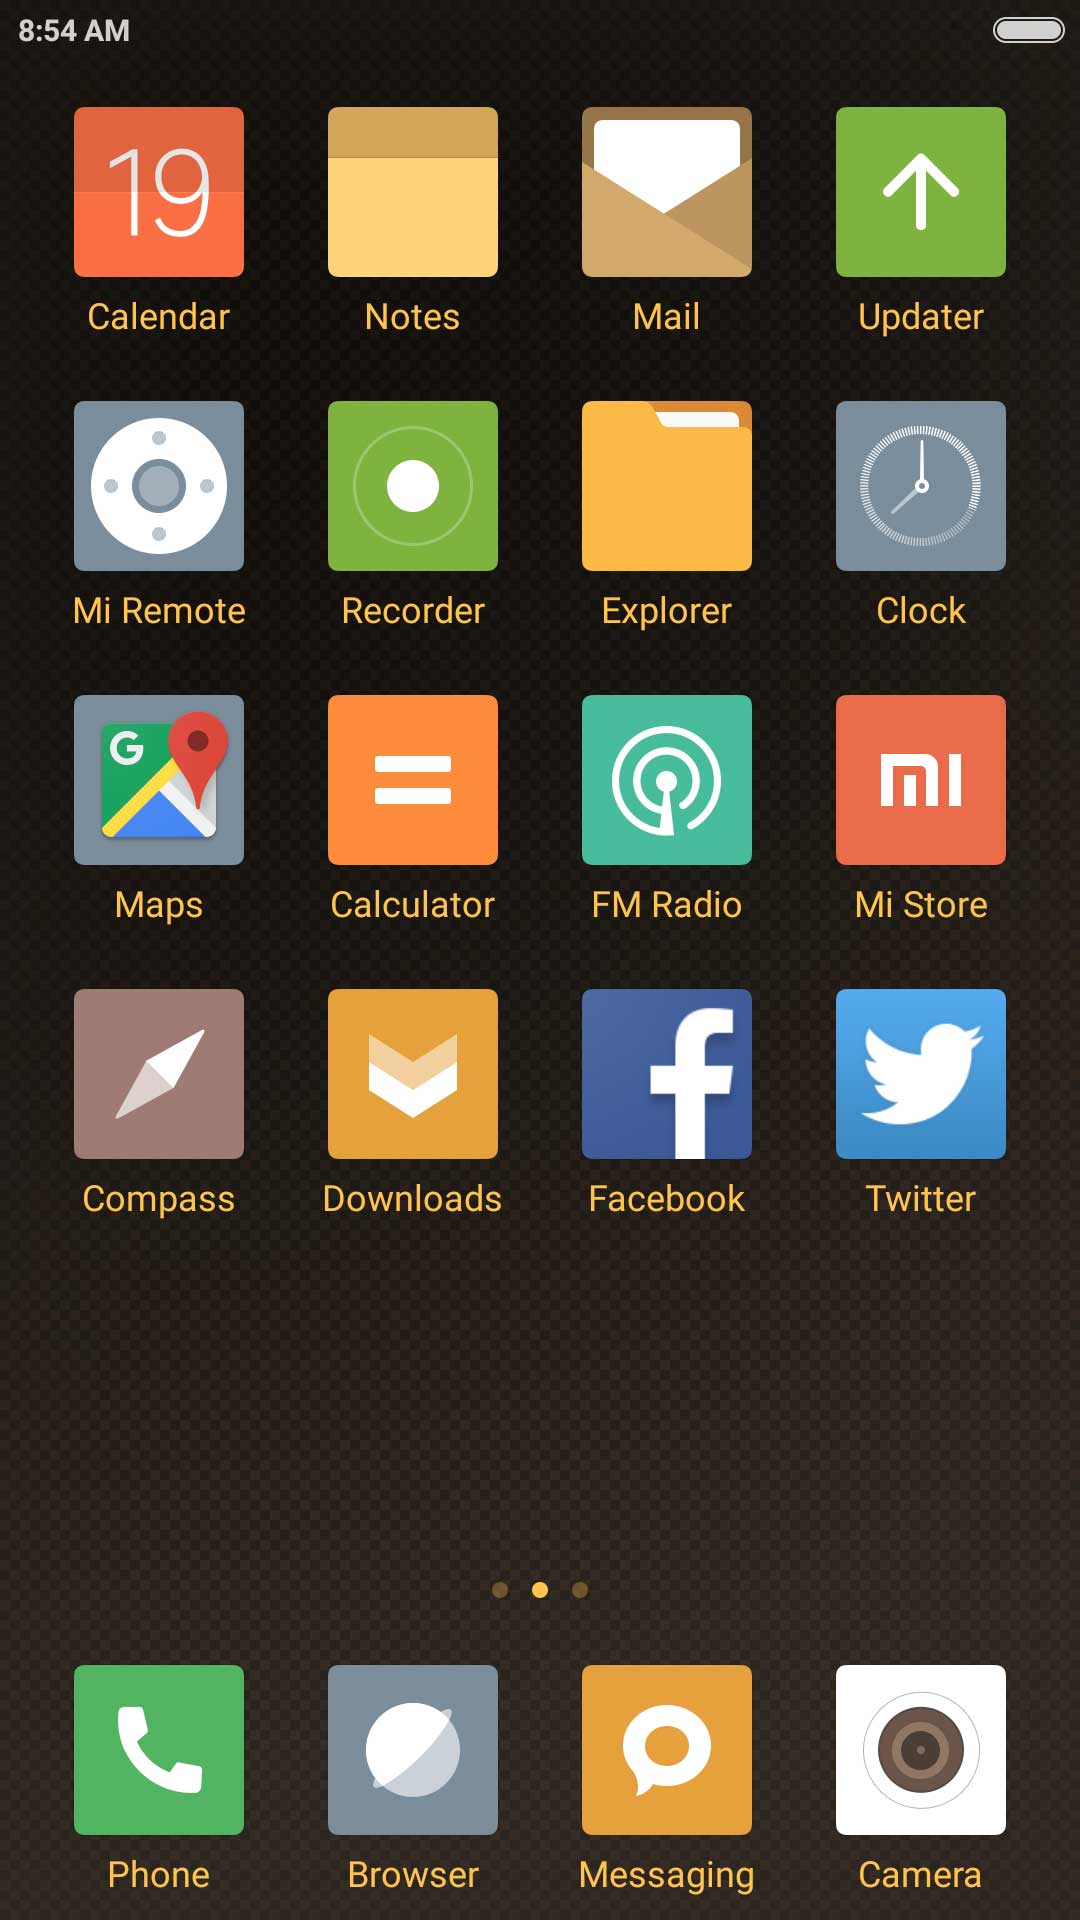 8:54 AM
19
Calendar Notes Mail Updater
Mi Remote Recorder Explorer Clock
G
mi
Maps Calculator FM Radio Mi Store
f
Compass Downloads Facebook Twitter
Phone Browser Messaging Camera